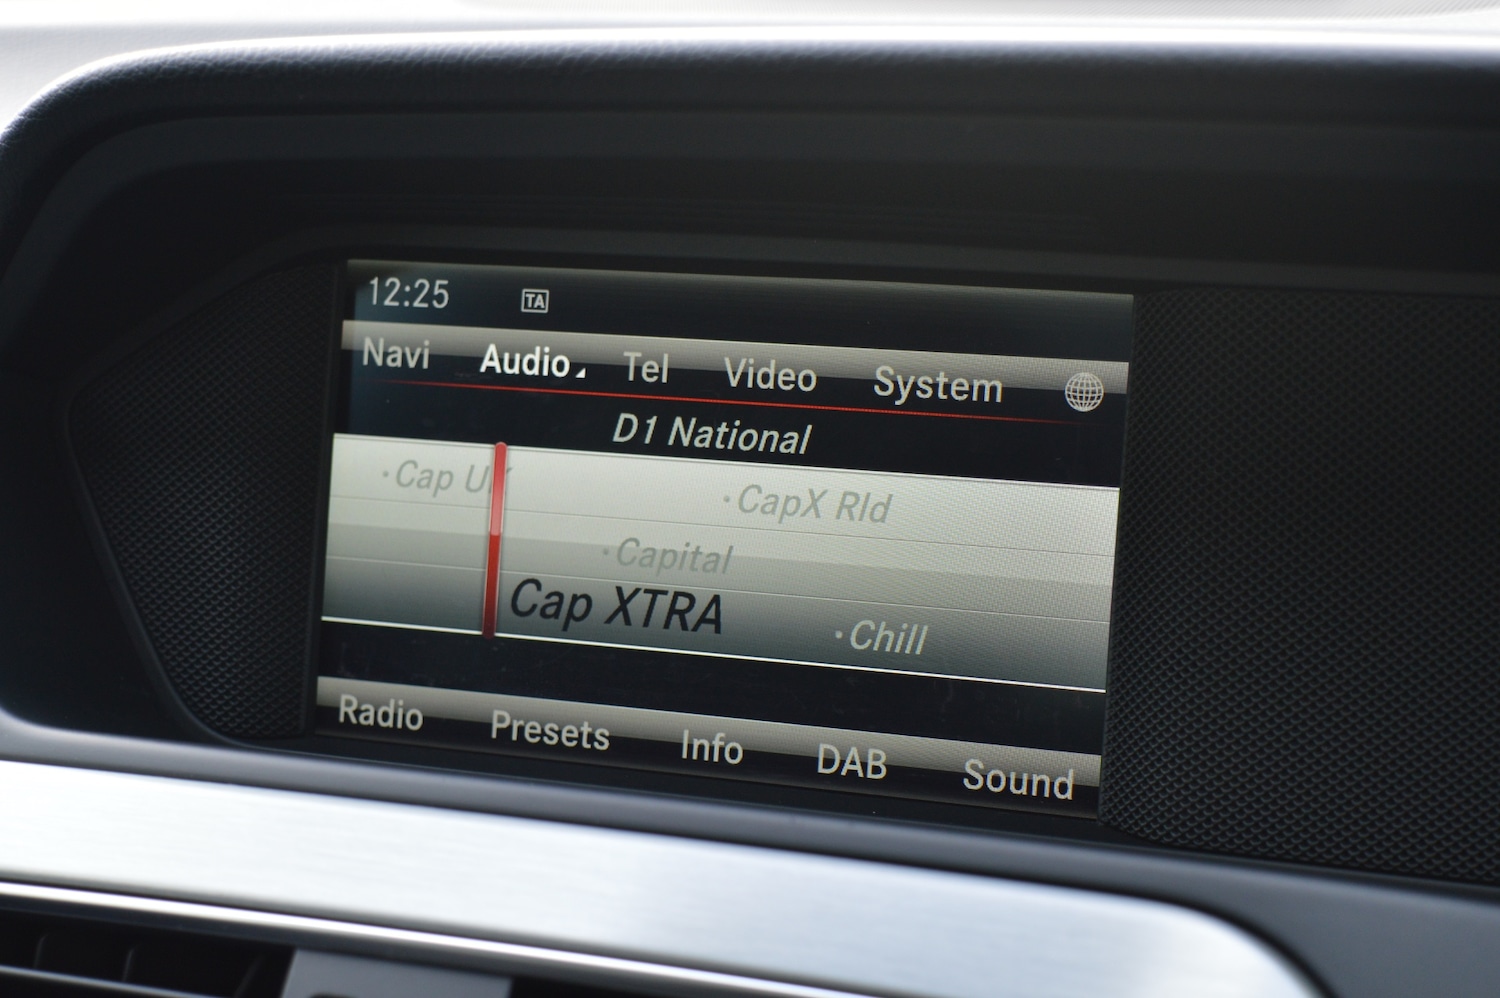 12:25 TA
Navi Audio Tel Video System
D1 National
·Cap UK ·CapX Rld
·Capital
Cap XTRA ·Chill
Radio Presets Info DAB Sound